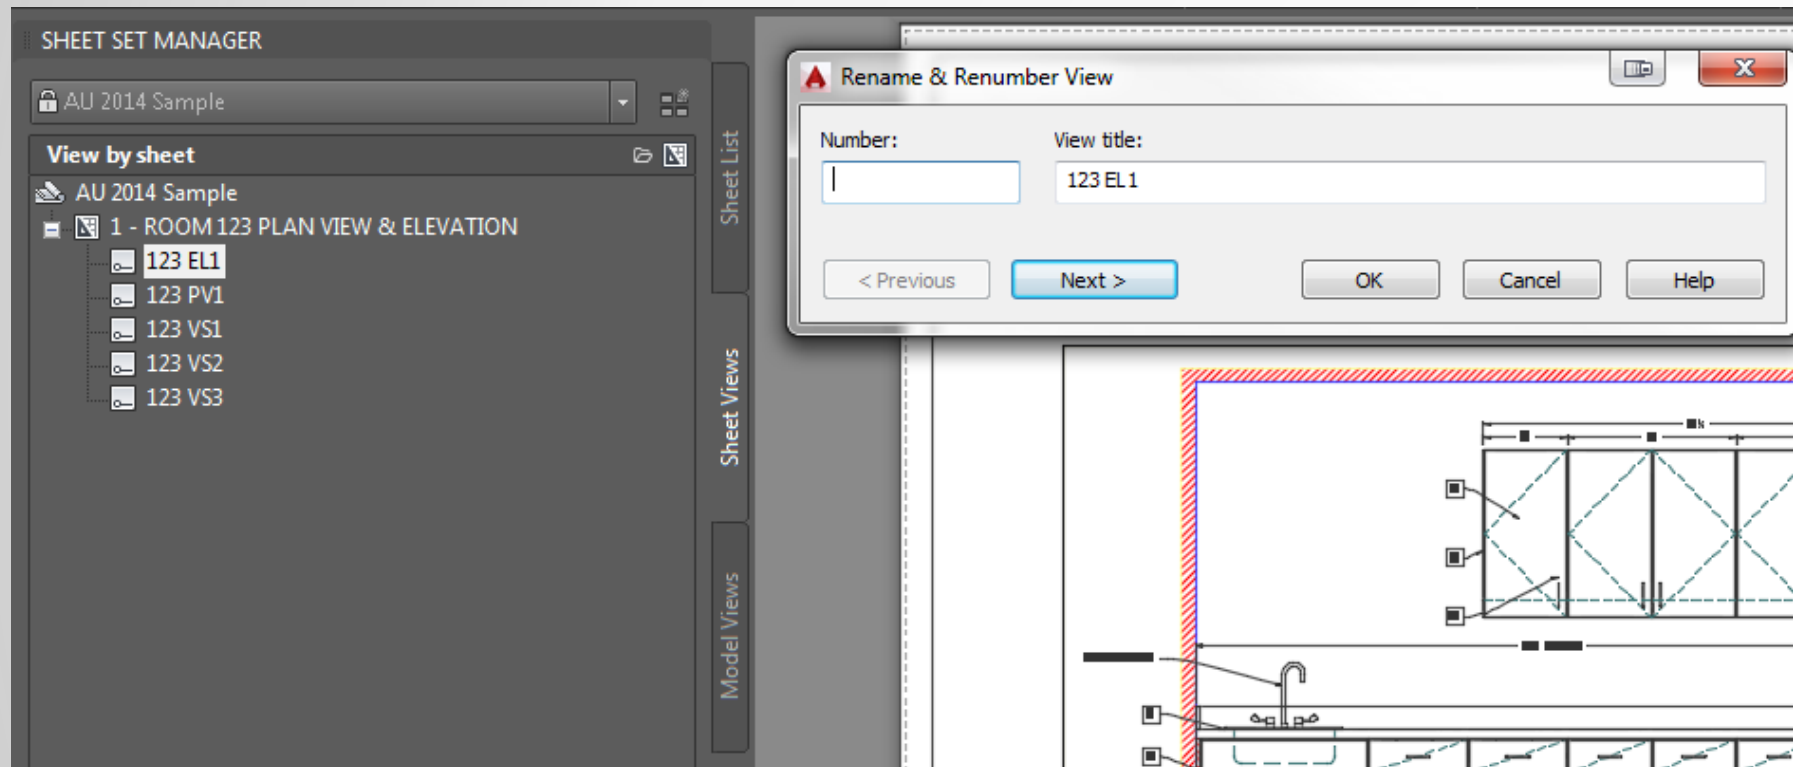 SHEET SET MANAGER
AU 2014 Sample
View by sheet
AU 2014 Sample
1 - ROOM 123 PLAN VIEW & ELEVATION
123 EL1
123 PV1
123 VS1
123 VS2
123 VS3
Sheet List
Sheet Views
Model Views
Rename & Renumber View
Number:
View title:
123 EL1
< Previous
Next >
OK
Cancel
Help